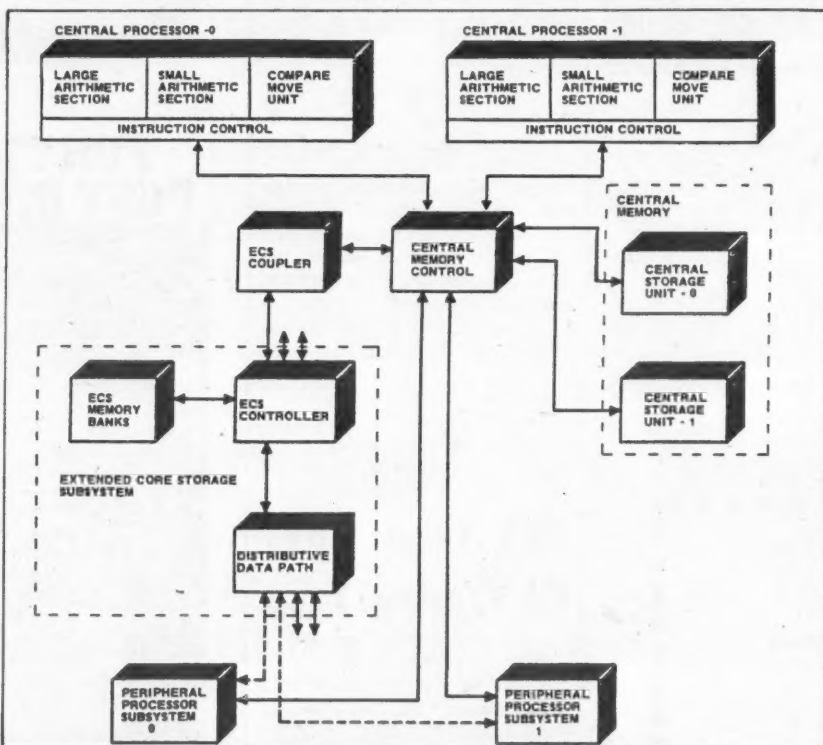 CENTRAL PROCESSOR -0
LARGE
ARITHMETIC
SECTION
SMALL
ARITHMETIC
SECTION
COMPARE
MOVE
UNIT
INSTRUCTION CONTROL
CENTRAL PROCESSOR -1
LARGE
ARITHMETIC
SECTION
SMALL
ARITHMETIC
SECTION
COMPARE
MOVE
UNIT
INSTRUCTION CONTROL
ECS
COUPLER
CENTRAL
MEMORY
CONTROL
CENTRAL
MEMORY
CENTRAL
STORAGE
UNIT - 0
CENTRAL
STORAGE
UNIT - 1
ECS
MEMORY
BANKS
ECS
CONTROLLER
EXTENDED CORE STORAGE
SUBSYSTEM
DISTRIBUTIVE
DATA PATH
PERIPHERAL
PROCESSOR
SUBSYSTEM
0
PERIPHERAL
PROCESSOR
SUBSYSTEM
1